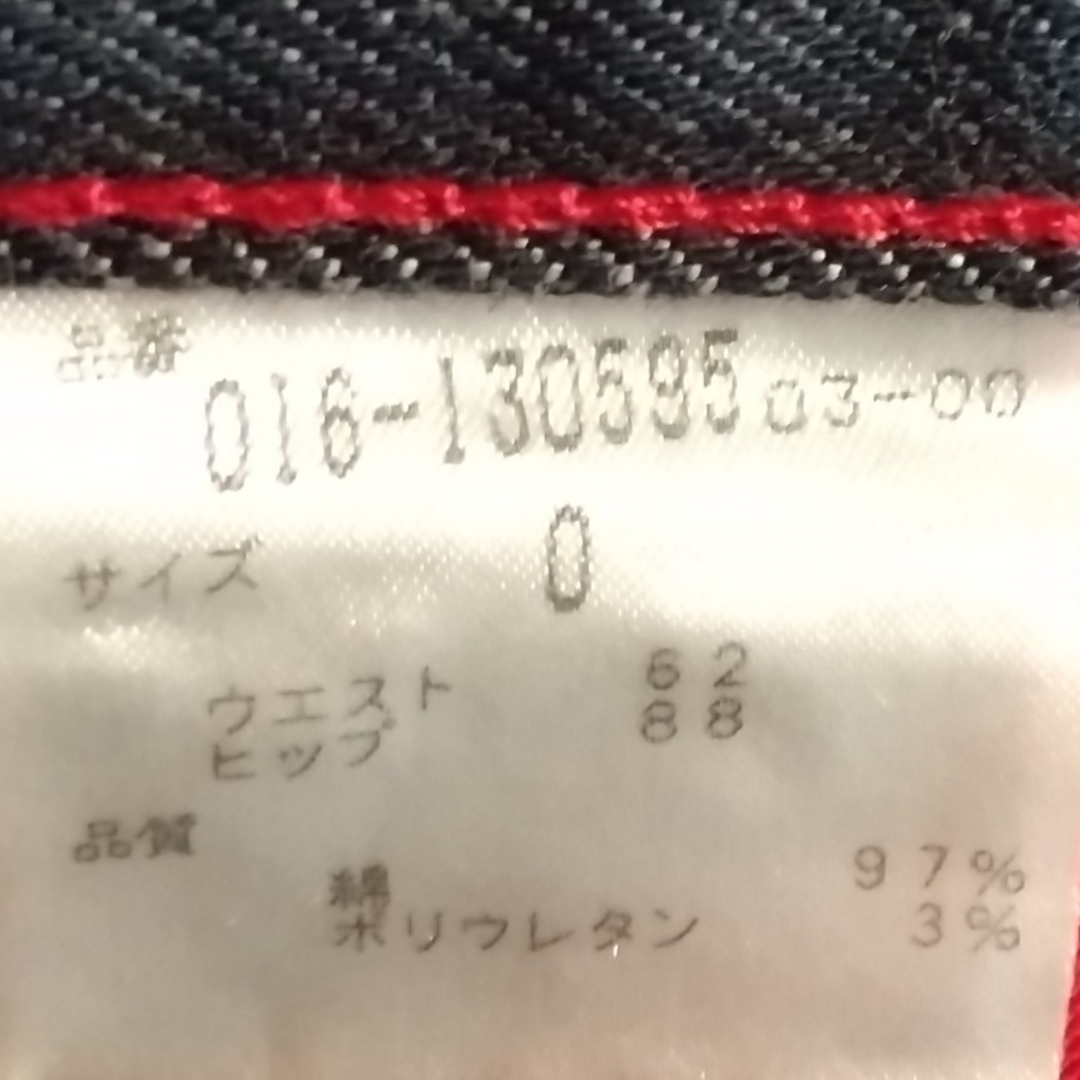 品番 016-130595 03-00
サイズ 0
ウエスト 62
ヒップ 88
品質
綿 97%
ポリウレタン 3%